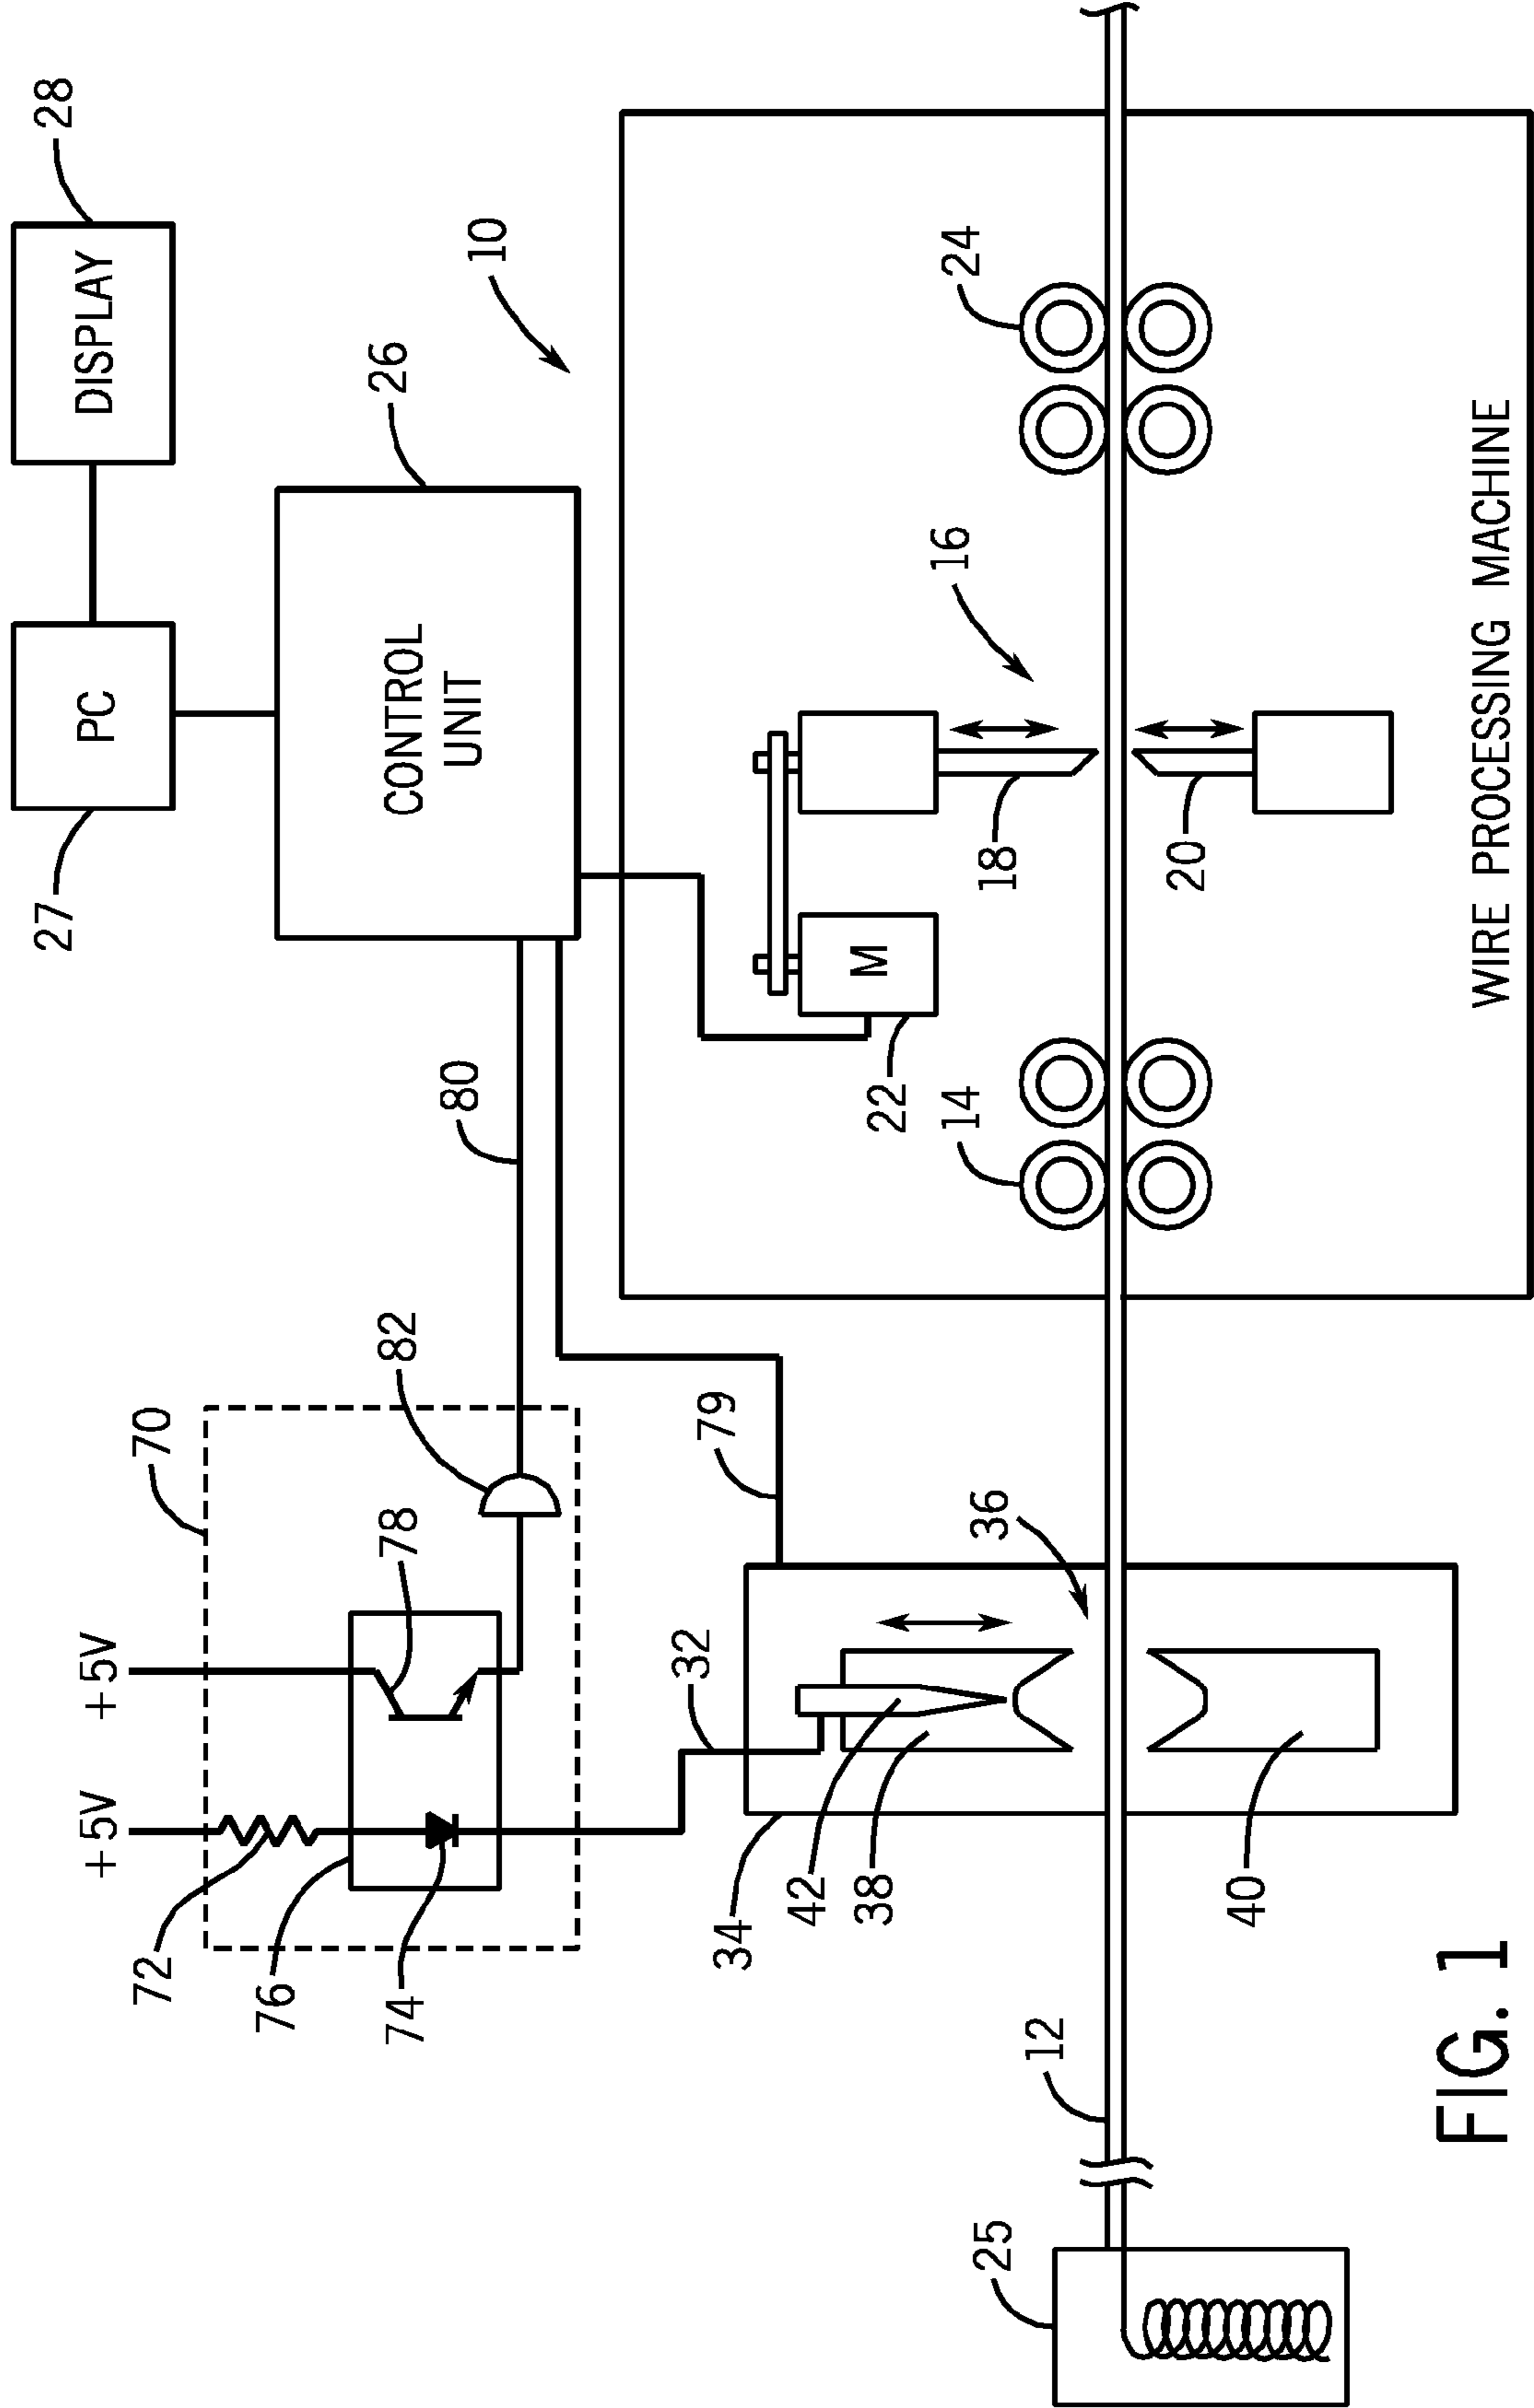 28
DISPLAY
PC
27
+5V
+5V
70
72
76
74
78
82
80
26
CONTROL
UNIT
10
32
79
34
42
38
36
40
22
M
14
18
16
20
24
25
12
WIRE PROCESSING MACHINE
FIG. 1